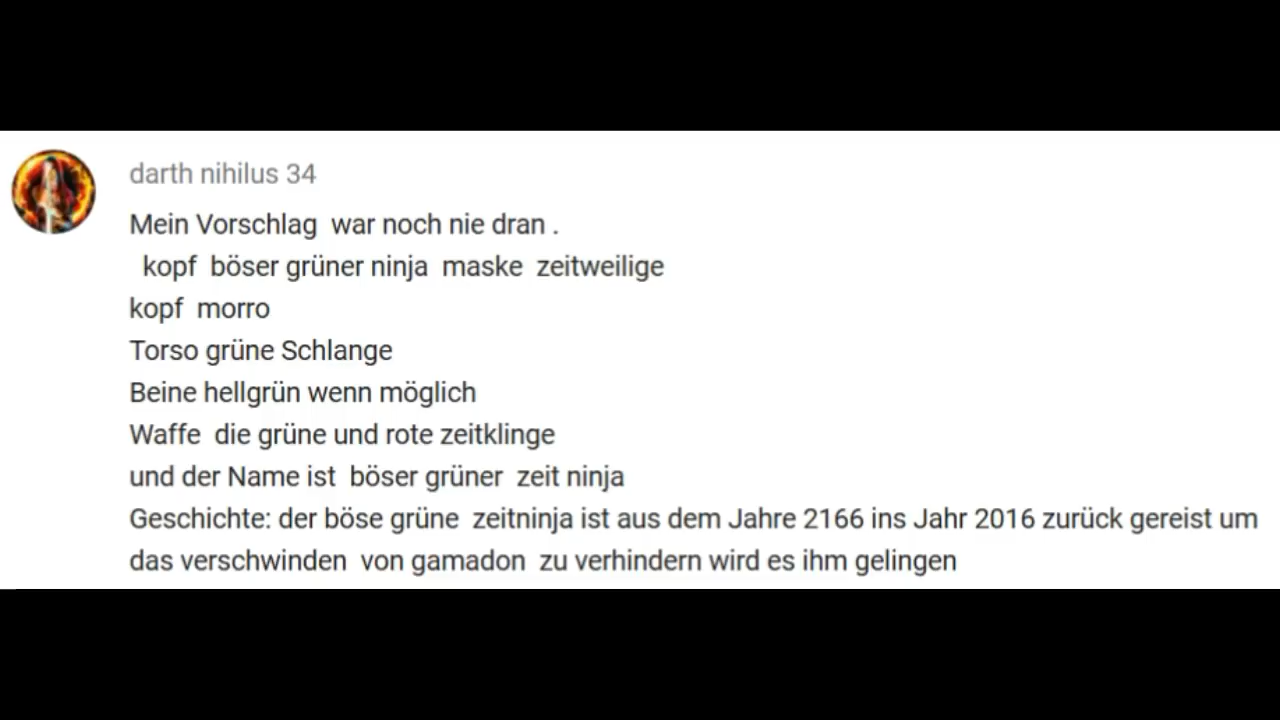 darth nihilus 34
Mein Vorschlag war noch nie dran .
kopf böser grüner ninja maske zeitweilige
kopf morro
Torso grüne Schlange
Beine hellgrün wenn möglich
Waffe die grüne und rote zeitklinge
und der Name ist böser grüner zeit ninja
Geschichte: der böse grüne zeitninja ist aus dem Jahre 2166 ins Jahr 2016 zurück gereist um
das verschwinden von gamadon zu verhindern wird es ihm gelingen